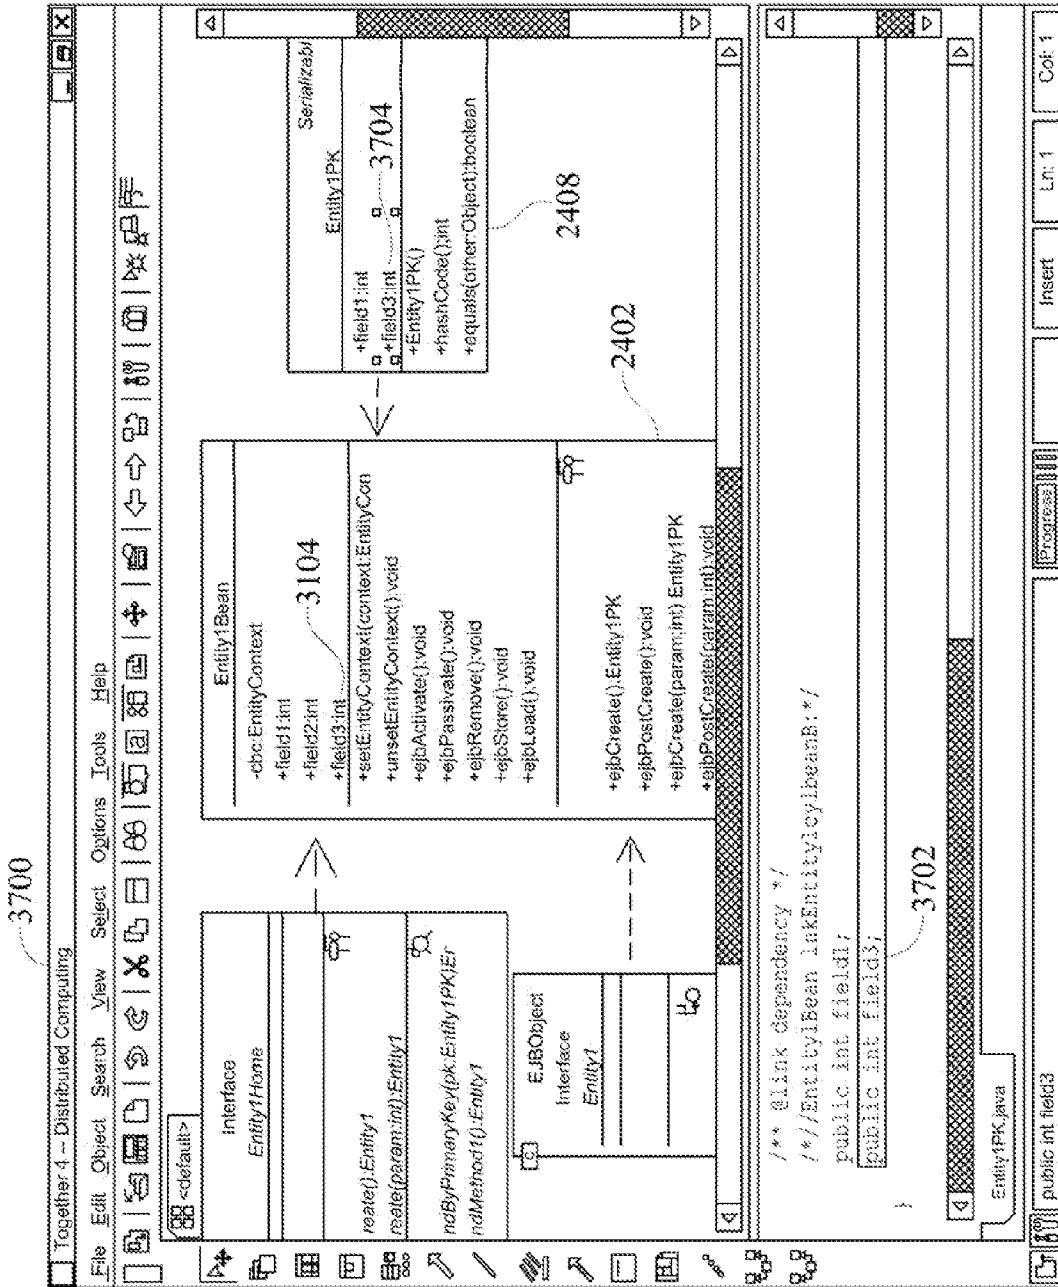 3700
Together 4 – Distributed Computing
File Edit Object Search View Select Options Tools Help
<default>
Interface
Entity1Home
reate():Entity1
reate(param:int):Entity1
ndByPrimaryKey(pk:Entity1PK)Er
ndMethod1():Entity1
EJBObject
Interface
Entity1
C
Entity1Bean
-cbc:EntityContext
+field1:int
+field2:int
+field3:int
3104
+setEntityContext(context:EntityCon
+unsetEntityContext():void
+ejbActivate():void
+ejbPassivate():void
+ejbRemove():void
+ejbStore():void
+ejbLoad():void
+ejbCreate():Entity1PK
+ejbPostCreate():void
+ejbCreate(param:int) Entity1PK
+ejbPostCreate(param:int):void
2402
Serializabl
Entity1PK
+field1:int
+field3:int
3704
+Entity1PK()
+hashCode():int
+equals(other:Object):boolean
2408
/** @link dependency */
public int field1;
public int field3;
}
3702
Entity1PK.java
public int field3
Progress
Insert
Ln: 1
Col: 1